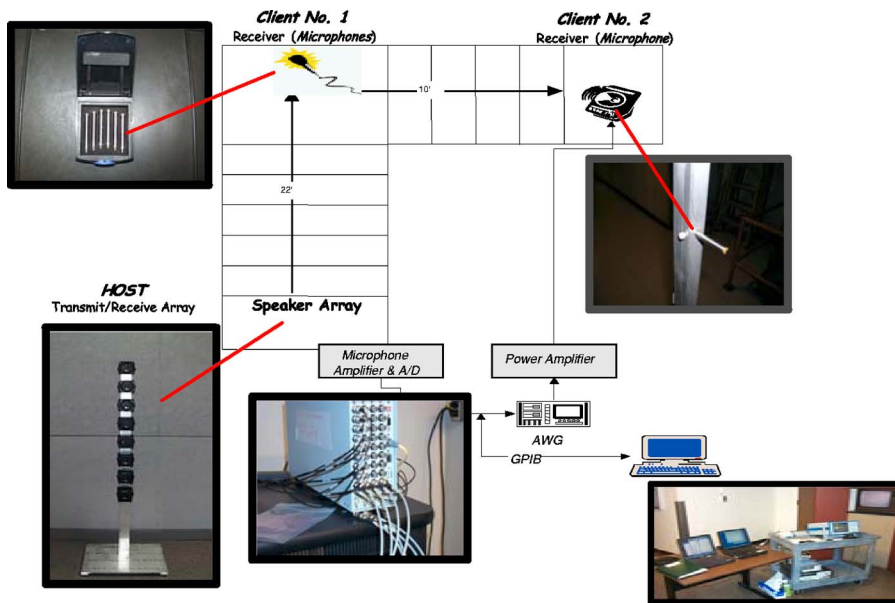 Client No. 1
Receiver (Microphones)
Client No. 2
Receiver (Microphone)
10'
22'
HOST
Transmit/Receive Array
Speaker Array
Microphone
Amplifier & A/D
Power Amplifier
AWG
GPIB